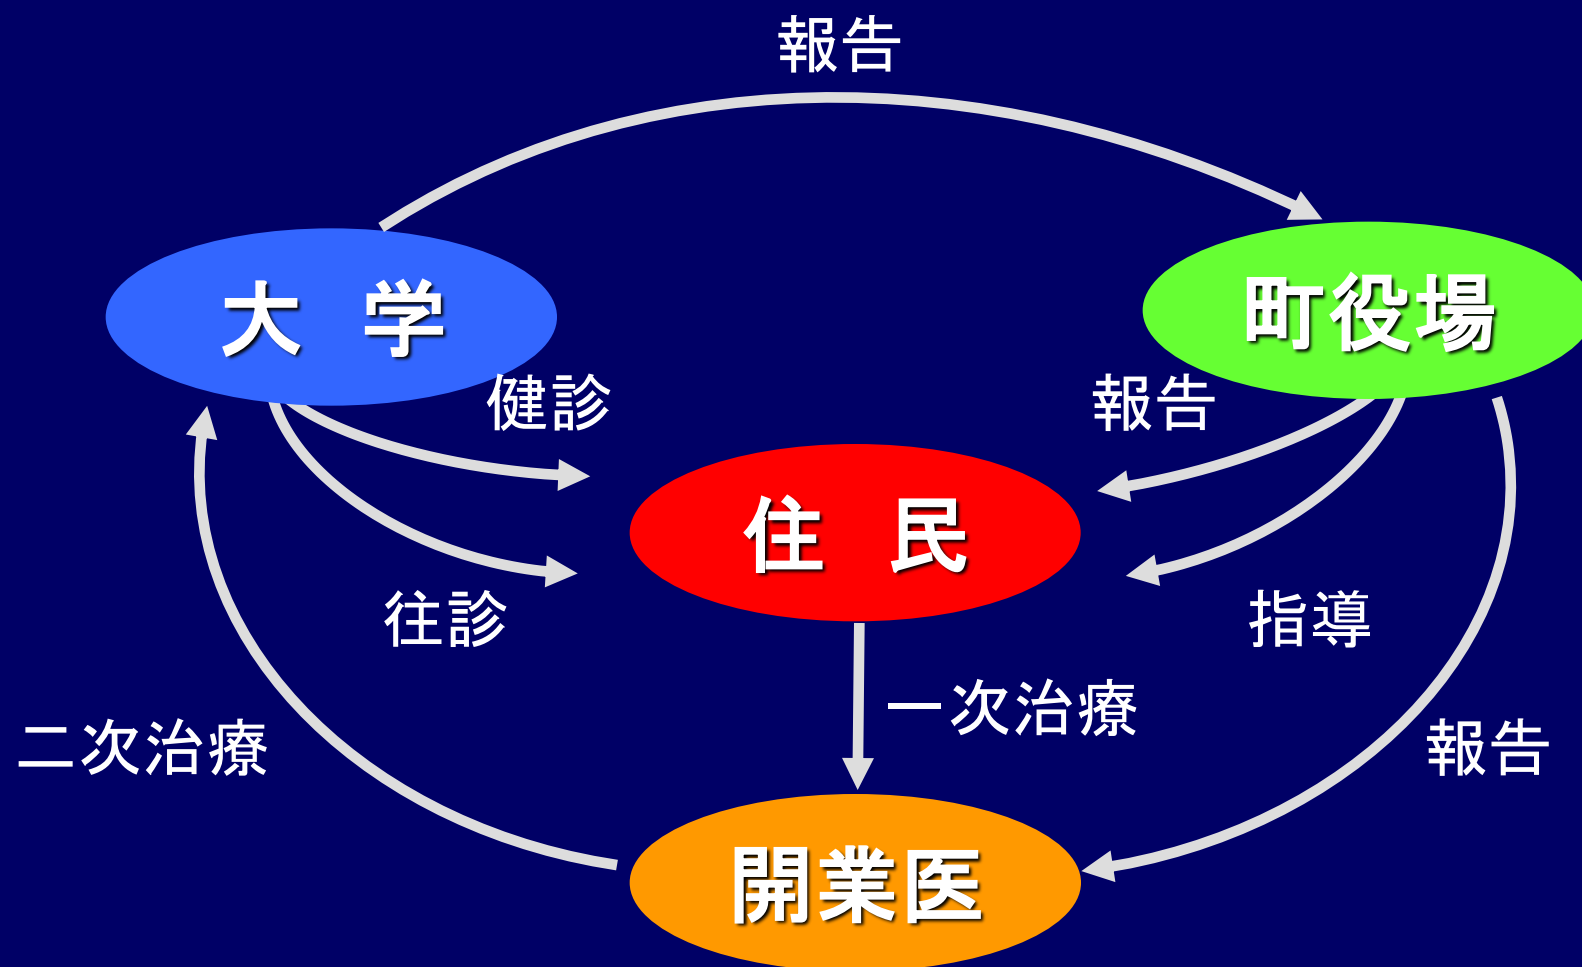 報告
大　学
町役場
健診
報告
住　民
往診
指導
一次治療
二次治療
報告
開業医